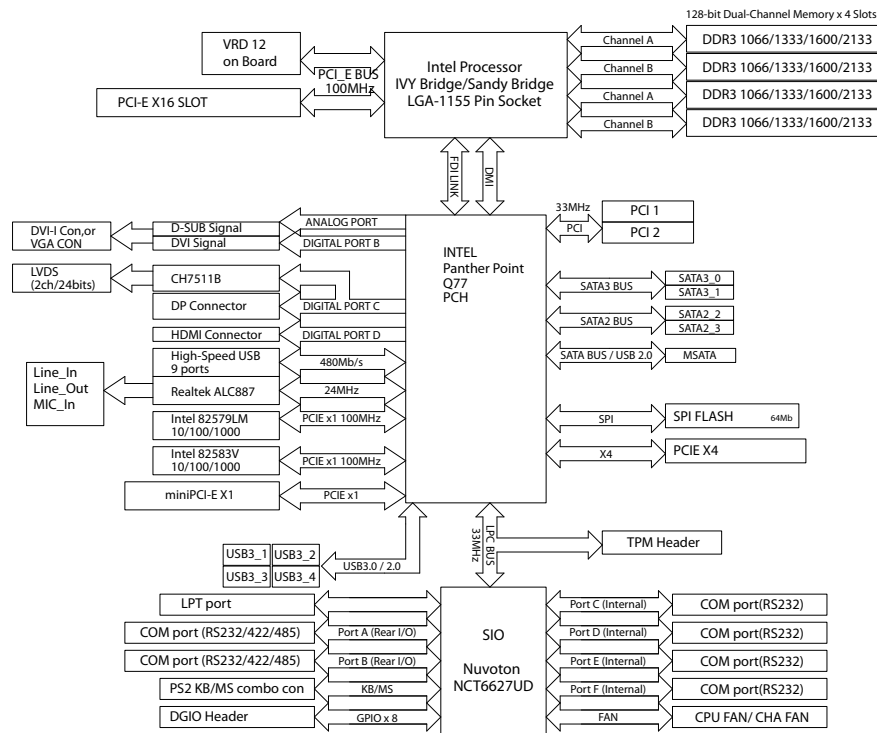 128-bit Dual-Channel Memory x 4 Slots
VRD 12
on Board
PCI_E BUS
100MHz
PCI-E X16 SLOT
Intel Processor
IVY Bridge/Sandy Bridge
LGA-1155 Pin Socket
Channel A
DDR3 1066/1333/1600/2133
Channel B
DDR3 1066/1333/1600/2133
Channel A
DDR3 1066/1333/1600/2133
Channel B
DDR3 1066/1333/1600/2133
FDI LINK
DMI
DVI-I Con,or
VGA CON
D-SUB Signal
ANALOG PORT
DVI Signal
DIGITAL PORT B
LVDS
(2ch/24bits)
CH7511B
DP Connector
DIGITAL PORT C
HDMI Connector
DIGITAL PORT D
High-Speed USB
9 ports
480Mb/s
Line_In
Line_Out
MIC_In
Realtek ALC887
24MHz
Intel 82579LM
10/100/1000
PCIE x1 100MHz
Intel 82583V
10/100/1000
PCIE x1 100MHz
miniPCI-E X1
PCIE x1
INTEL
Panther Point
Q77
PCH
33MHz
PCI
PCI 1
PCI 2
SATA3 BUS
SATA3_0
SATA3_1
SATA2 BUS
SATA2_2
SATA2_3
SATA BUS / USB 2.0
MSATA
SPI
SPI FLASH 64Mb
X4
PCIE X4
USB3_1 USB3_2
USB3_3 USB3_4
USB3.0 / 2.0
LPC BUS
33MHz
TPM Header
LPT port
COM port (RS232/422/485)
Port A (Rear I/O)
COM port (RS232/422/485)
Port B (Rear I/O)
PS2 KB/MS combo con
KB/MS
DGIO Header
GPIO x 8
SIO
Nuvoton
NCT6627UD
Port C (Internal)
COM port(RS232)
Port D (Internal)
COM port(RS232)
Port E (Internal)
COM port(RS232)
Port F (Internal)
COM port(RS232)
FAN
CPU FAN/ CHA FAN